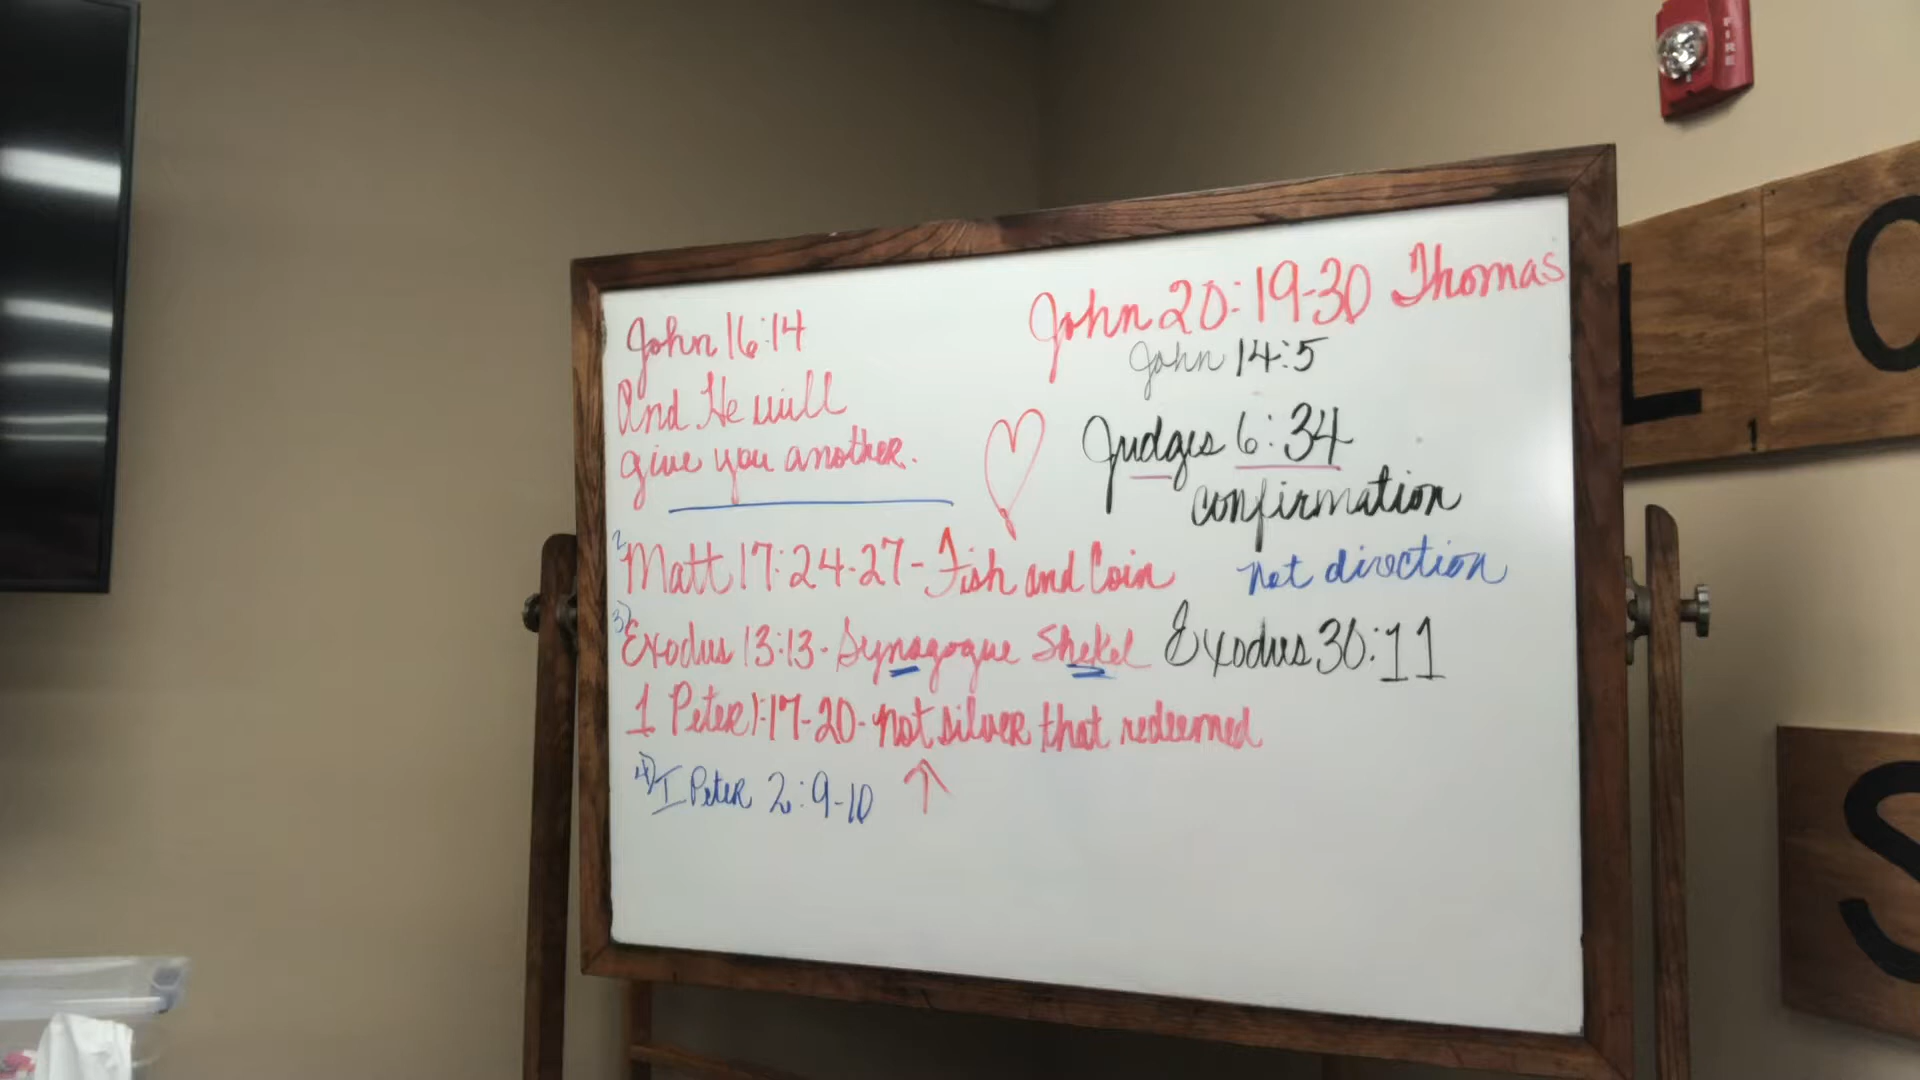 John 16:14
And He will
give you another.
2 Matt 17:24-27 - Fish and Coin
3) Exodus 13:13 - Synagogue Shekel
1 Peter 1:17-20 - not silver that redeemed
4) I Peter 2:9-10
John 20:19-30 Thomas
John 14:5
Judges 6:34
confirmation
not direction
Exodus 30:11
FIRE
L O
S